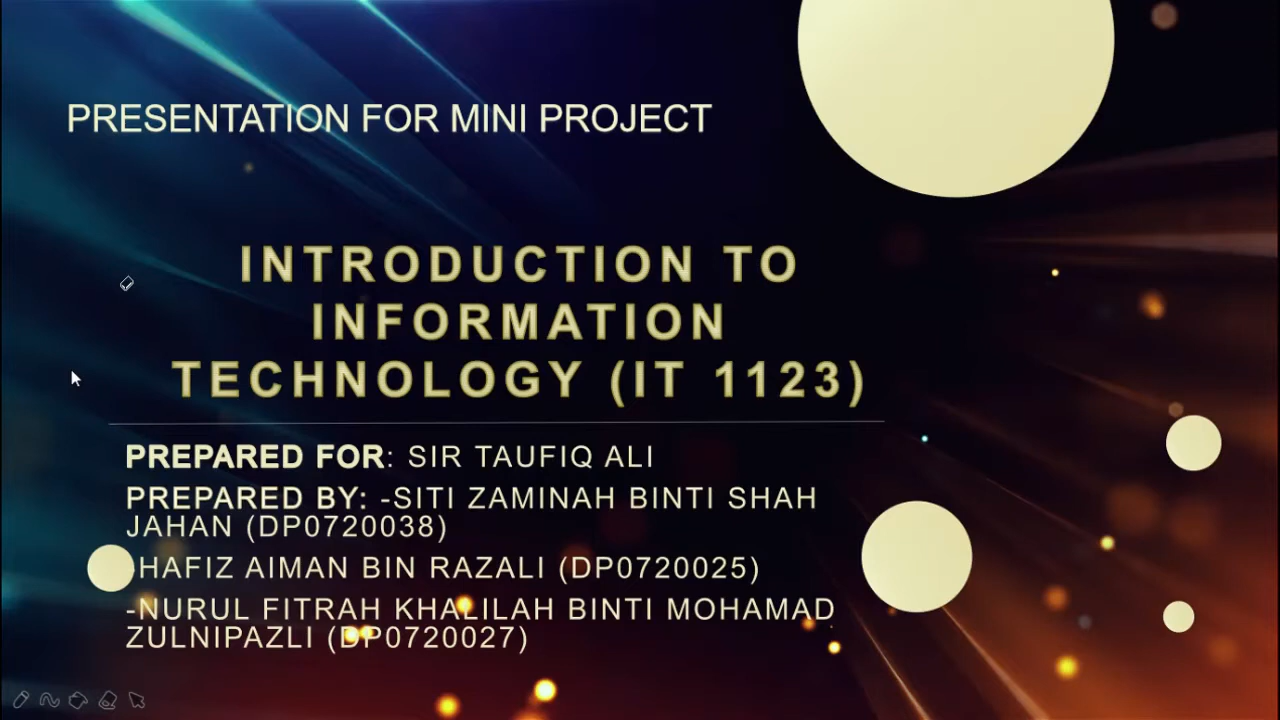 PRESENTATION FOR MINI PROJECT
INTRODUCTION TO
INFORMATION
TECHNOLOGY (IT 1123)
PREPARED FOR: SIR TAUFIQ ALI
PREPARED BY: -SITI ZAMINAH BINTI SHAH
JAHAN (DP0720038)
-HAFIZ AIMAN BIN RAZALI (DP0720025)
-NURUL FITRAH KHALILAH BINTI MOHAMAD
ZULNIPAZLI (DP0720027)